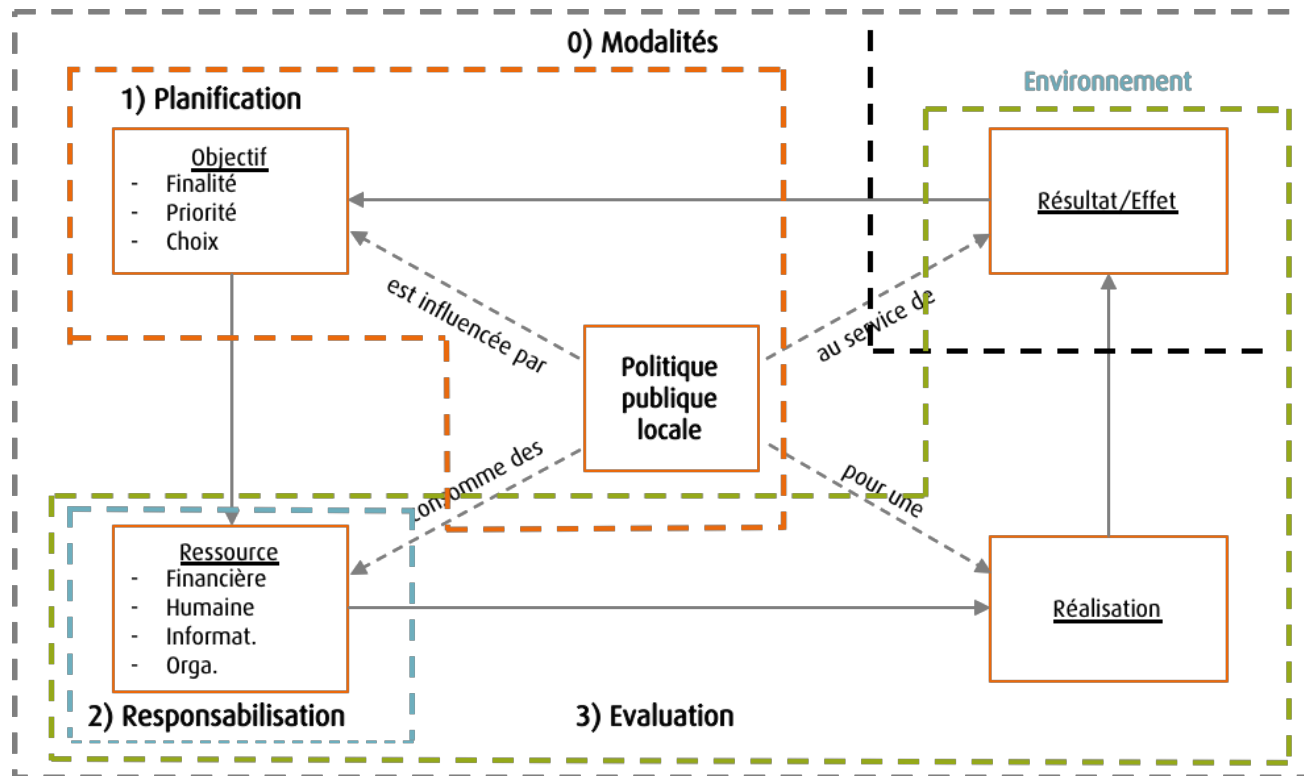 0) Modalités
Environnement
1) Planification
Objectif
- Finalité
- Priorité
- Choix
Résultat/Effet
est influencée par
au service de
Politique
publique
locale
consomme des
pour une
Ressource
- Financière
- Humaine
- Informat.
- Orga.
Réalisation
2) Responsabilisation
3) Evaluation